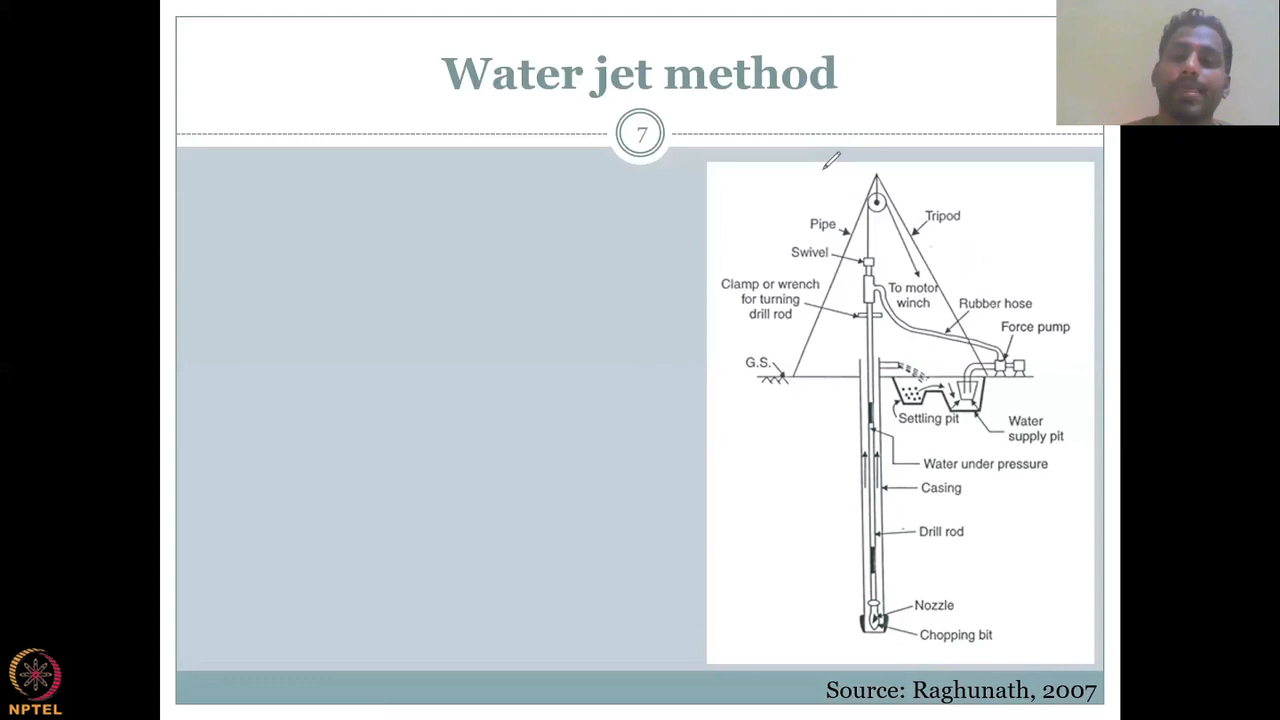 Water jet method
7
Pipe
Tripod
Swivel
Clamp or wrench
for turning
drill rod
To motor
winch
Rubber hose
Force pump
G.S.
Settling pit
Water
supply pit
Water under pressure
Casing
Drill rod
Nozzle
Chopping bit
Source: Raghunath, 2007
NPTEL